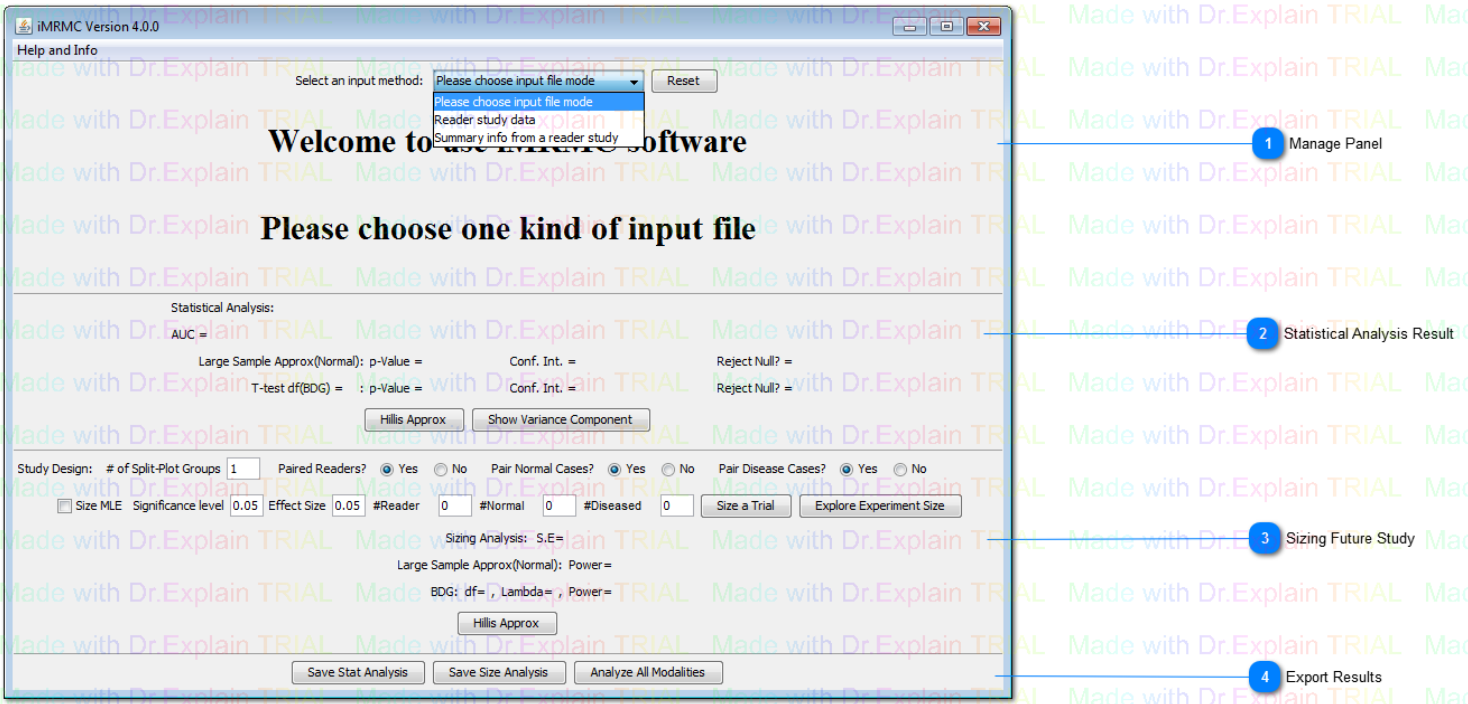 iMRMC Version 4.0.0
Help and Info
Select an input method: Please choose input file mode Reset
Please choose input file mode
Reader study data
Summary info from a reader study
Welcome to use iMRMC software
Please choose one kind of input file
Statistical Analysis:
AUC =
Large Sample Approx(Normal): p-Value = Conf. Int. = Reject Null? =
T-test df(BDG) = : p-Value = Conf. Int. = Reject Null? =
Hillis Approx Show Variance Component
Study Design: # of Split-Plot Groups 1 Paired Readers? Yes No Pair Normal Cases? Yes No Pair Disease Cases? Yes No
Size MLE Significance level 0.05 Effect Size 0.05 #Reader 0 #Normal 0 #Diseased 0 Size a Trial Explore Experiment Size
Sizing Analysis: S.E=
Large Sample Approx(Normal): Power=
BDG: df= , Lambda= , Power=
Hillis Approx
Save Stat Analysis Save Size Analysis Analyze All Modalities
1 Manage Panel
2 Statistical Analysis Result
3 Sizing Future Study
4 Export Results
Made with Dr.Explain TRIAL